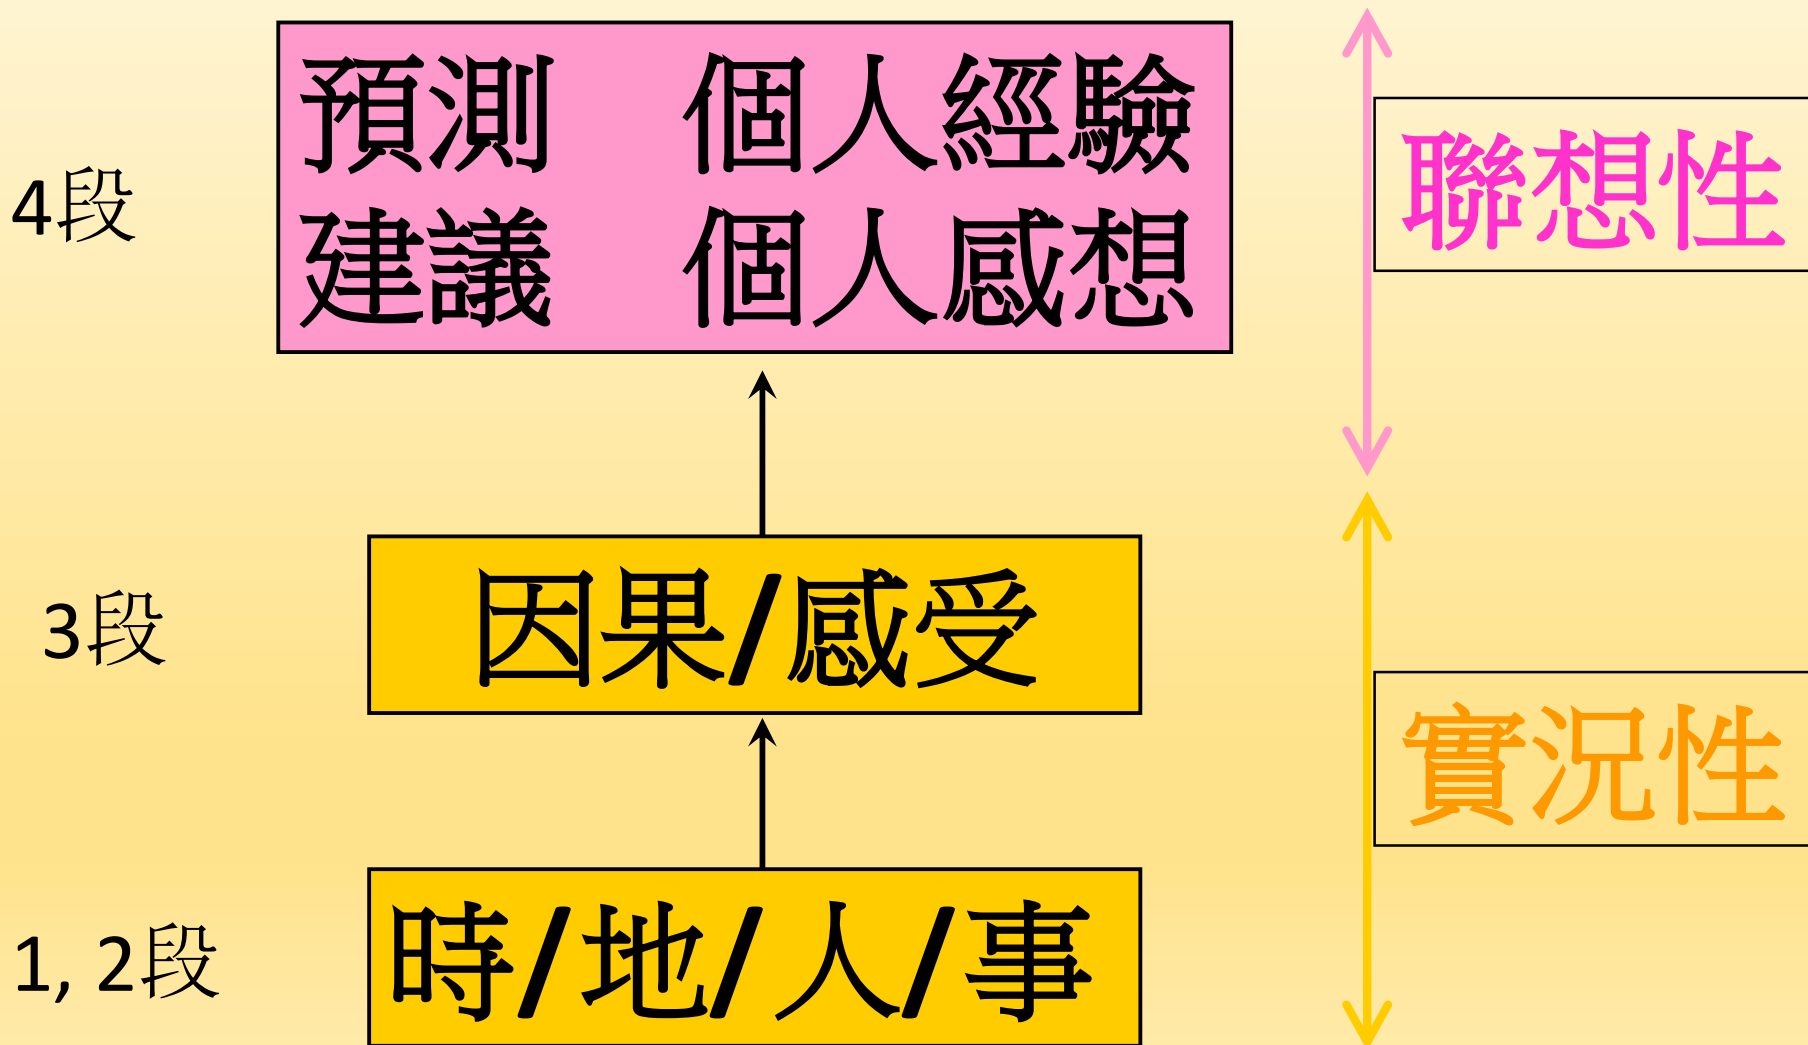 預測 個人經驗
建議 個人感想
4段
聯想性
因果/感受
3段
實況性
時/地/人/事
1, 2段